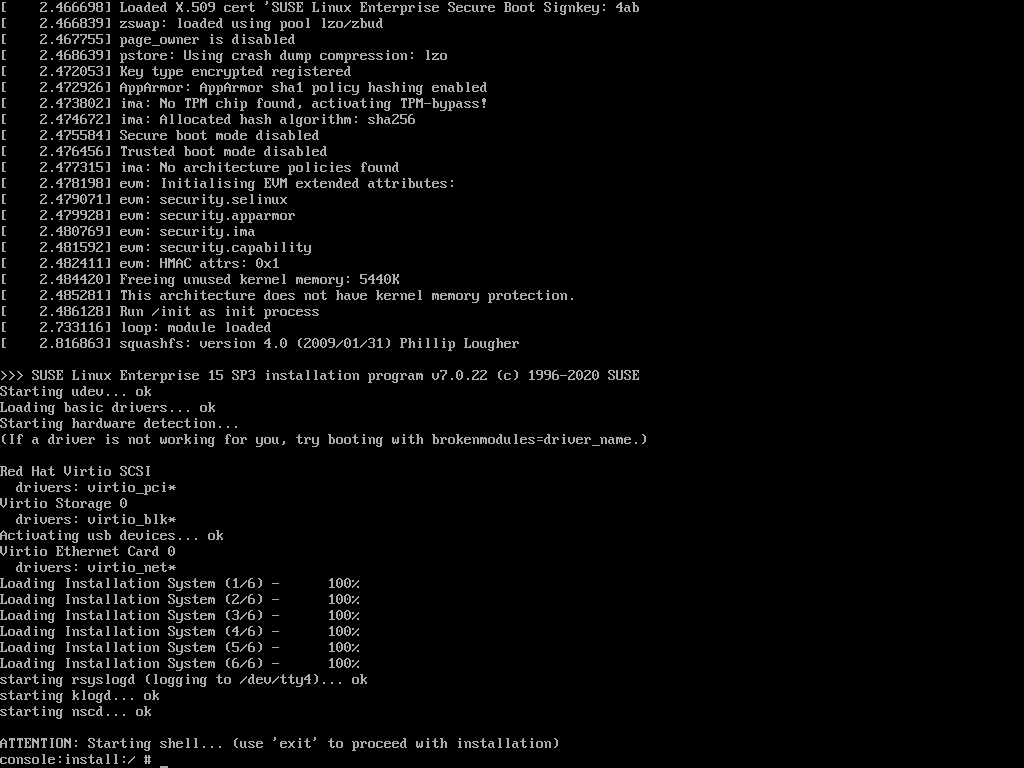 [    2.466698] Loaded X.509 cert 'SUSE Linux Enterprise Secure Boot Signkey: 4ab
[    2.466839] zswap: loaded using pool lzo/zbud
[    2.467755] page_owner is disabled
[    2.468639] pstore: Using crash dump compression: lzo
[    2.472053] Key type encrypted registered
[    2.472926] AppArmor: AppArmor sha1 policy hashing enabled
[    2.473802] ima: No TPM chip found, activating TPM-bypass!
[    2.474672] ima: Allocated hash algorithm: sha256
[    2.475584] Secure boot mode disabled
[    2.476456] Trusted boot mode disabled
[    2.477315] ima: No architecture policies found
[    2.478198] evm: Initialising EVM extended attributes:
[    2.479071] evm: security.selinux
[    2.479928] evm: security.apparmor
[    2.480769] evm: security.ima
[    2.481592] evm: security.capability
[    2.482411] evm: HMAC attrs: 0x1
[    2.484420] Freeing unused kernel memory: 5440K
[    2.485281] This architecture does not have kernel memory protection.
[    2.486128] Run /init as init process
[    2.733116] loop: module loaded
[    2.816863] squashfs: version 4.0 (2009/01/31) Phillip Lougher
>>> SUSE Linux Enterprise 15 SP3 installation program v7.0.22 (c) 1996-2020 SUSE
Starting udev... ok
Loading basic drivers... ok
Starting hardware detection...
(If a driver is not working for you, try booting with brokenmodules=driver_name.)
Red Hat Virtio SCSI
  drivers: virtio_pci*
Virtio Storage 0
  drivers: virtio_blk*
Activating usb devices... ok
Virtio Ethernet Card 0
  drivers: virtio_net*
Loading Installation System (1/6) -      100%
Loading Installation System (2/6) -      100%
Loading Installation System (3/6) -      100%
Loading Installation System (4/6) -      100%
Loading Installation System (5/6) -      100%
Loading Installation System (6/6) -      100%
starting rsyslogd (logging to /dev/tty4)... ok
starting klogd... ok
starting nscd... ok
ATTENTION: Starting shell... (use 'exit' to proceed with installation)
console:install:/ # _